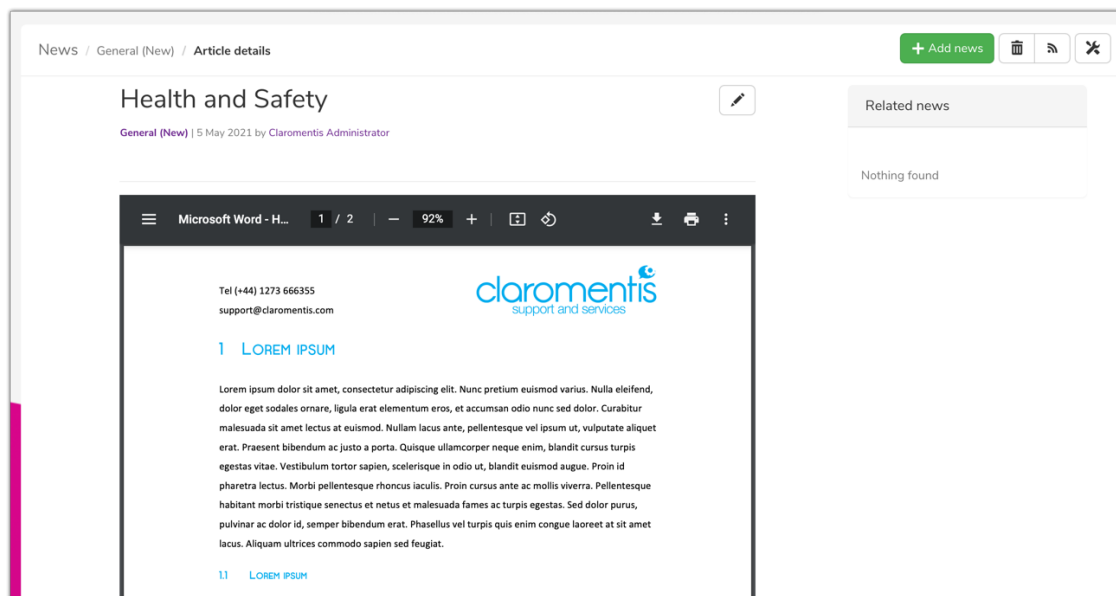 News / General (New) / Article details
+ Add news
Health and Safety
General (New) | 5 May 2021 by Claromentis Administrator
Related news
Nothing found
Microsoft Word - H... 1 / 2 | − 92% + |
Tel (+44) 1273 666355
support@claromentis.com
claromentis
support and services
1 LOREM IPSUM
Lorem ipsum dolor sit amet, consectetur adipiscing elit. Nunc pretium euismod varius. Nulla eleifend,
dolor eget sodales ornare, ligula erat elementum eros, et accumsan odio nunc sed dolor. Curabitur
malesuada sit amet lectus at euismod. Nullam lacus ante, pellentesque vel ipsum ut, vulputate aliquet
erat. Praesent bibendum ac justo a porta. Quisque ullamcorper neque enim, blandit cursus turpis
egestas vitae. Vestibulum tortor sapien, scelerisque in odio ut, blandit euismod augue. Proin id
pharetra lectus. Morbi pellentesque rhoncus iaculis. Proin cursus ante ac mollis viverra. Pellentesque
habitant morbi tristique senectus et netus et malesuada fames ac turpis egestas. Sed dolor purus,
pulvinar ac dolor id, semper bibendum erat. Phasellus vel turpis quis enim congue laoreet at sit amet
lacus. Aliquam ultrices commodo sapien sed feugiat.
1.1 LOREM IPSUM